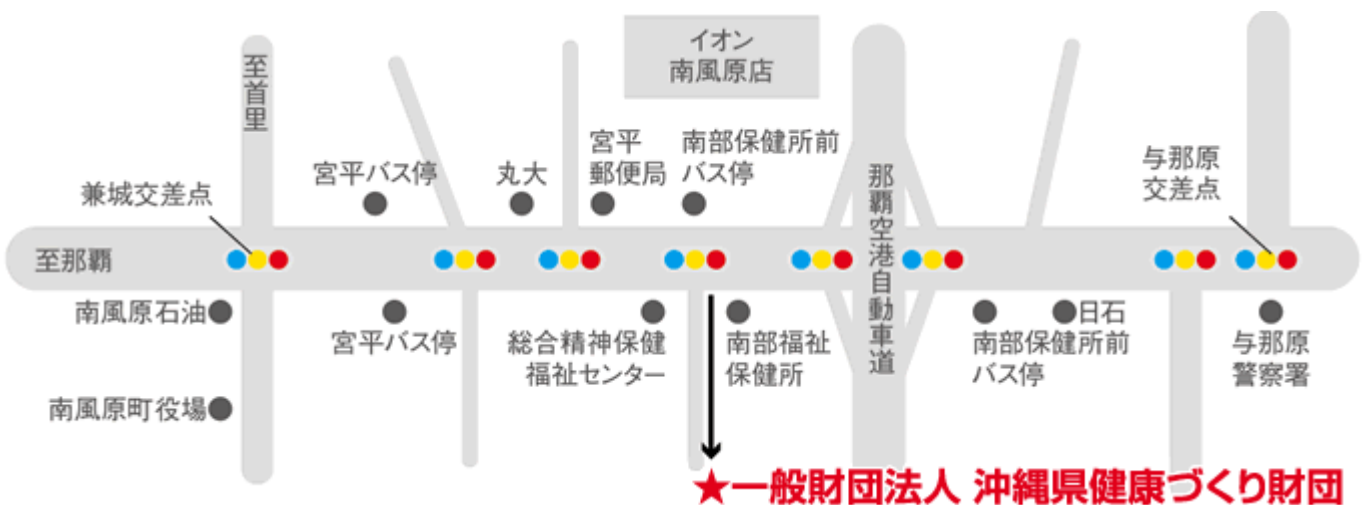 イオン
南風原店
至首里
宮平
郵便局
南部保健所前
バス停
宮平バス停
丸大
兼城交差点
与那原
交差点
那覇空港自動車道
至那覇
南風原石油
日石
宮平バス停
総合精神保健
福祉センター
南部福祉
保健所
南部保健所前
バス停
与那原
警察署
南風原町役場
★一般財団法人 沖縄県健康づくり財団